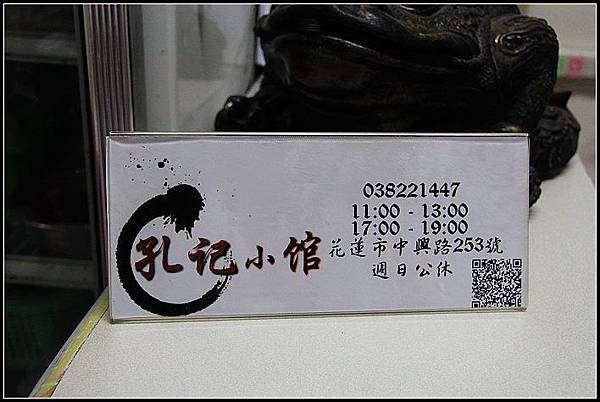 孔记小馆
038221447
11:00 - 13:00
17:00 - 19:00
花蓮市中興路253號
週日公休